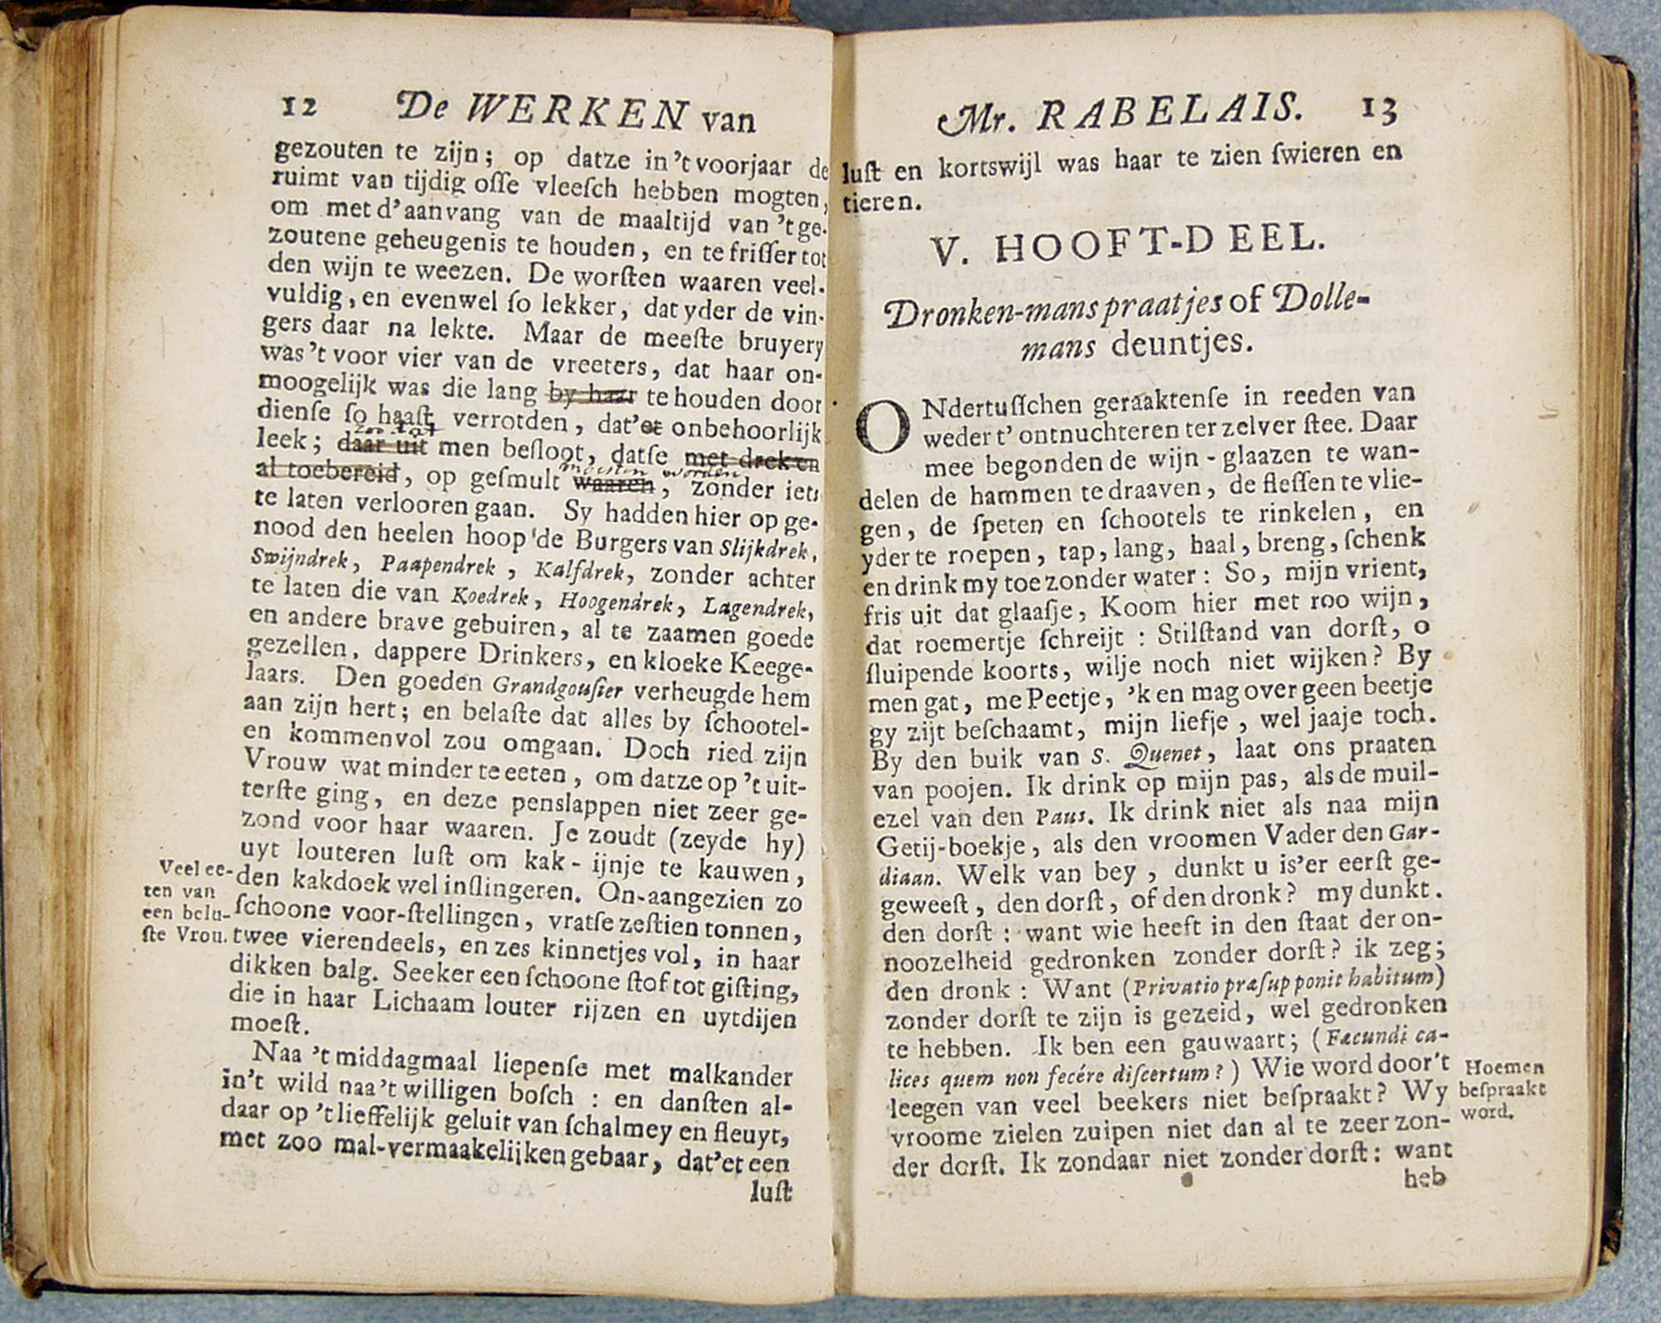 12 De WERKEN van
gezouten te zijn; op datze in 't voorjaar de
ruimt van tijdig oſſe vleeſch hebben mogten,
om met d'aanvang van de maaltijd van 't ge-
zoutene geheugenis te houden, en te friſſer tot
den wijn te weezen. De worſten waaren veel-
vuldig, en evenwel ſo lekker, dat yder de vin-
gers daar na lekte. Maar de meeſte bruyery
was 't voor vier van de vreeters, dat haar on-
moogelijk was die lang by haar te houden door
dienſe ſo haaſt verrotden, dat'et onbehoorlijk
leek; daar uit men beſloot, datſe met drek en
al toebereid, op geſmult waaren, zonder iets
moesten worden
te laten verlooren gaan. Sy hadden hier op ge-
nood den heelen hoop de Burgers van Slijkdrek,
Swijndrek, Paapendrek, Kalfdrek, zonder achter
te laten die van Koedrek, Hoogendrek, Lagendrek,
en andere brave gebuiren, al te zaamen goede
gezellen, dappere Drinkers, en kloeke Keege-
laars. Den goeden Grandgouſier verheugde hem
aan zijn hert; en belaſte dat alles by ſchootel-
en kommenvol zou omgaan. Doch ried zijn
Vrouw wat minder te eeten, om datze op 't uit-
terſte ging, en deze penslappen niet zeer ge-
zond voor haar waaren. Je zoudt (zeyde hy)
uyt louteren luſt om kak-ijnje te kauwen,
den kakdoek wel inſlingeren. On-aangezien zo
ſchoone voor-ſtellingen, vratſe zeſtien tonnen,
twee vierendeels, en zes kinnetjes vol, in haar
dikken balg. Seeker een ſchoone ſtof tot giſting,
die in haar Lichaam louter rijzen en uytdijen
moeſt.
Naa 't middagmaal liepenſe met malkander
in't wild naa 't willigen boſch : en danſten al-
daar op 't lieffelijk geluit van ſchalmey en fleuyt,
met zoo mal-vermaakelijken gebaar, dat'et een
luſt
Veel ee-
ten van
een belu-
ſte Vrou.
Mr. RABELAIS. 13
luſt en kortswijl was haar te zien ſwieren en
tieren.
V. HOOFT-DEEL.
Dronken-mans praatjes of Dolle-
mans deuntjes.
ONdertuſſchen geraaktenſe in reeden van
weder t' ontnuchteren ter zelver ſtee. Daar
mee begonden de wijn-glaazen te wan-
delen de hammen te draaven, de fleſſen te vlie-
gen, de ſpeten en ſchootels te rinkelen, en
yder te roepen, tap, lang, haal, breng, ſchenk
en drink my toe zonder water : So, mijn vrient,
fris uit dat glaaſje, Koom hier met roo wijn,
dat roemertje ſchreijt : Stilſtand van dorſt, o
ſluipende koorts, wilje noch niet wijken? By
men gat, me Peetje, 'k en mag over geen beetje
gy zijt beſchaamt, mijn liefje, wel jaaje toch.
By den buik van S. Quenet, laat ons praaten
van poojen. Ik drink op mijn pas, als de muil-
ezel van den Paus. Ik drink niet als naa mijn
Getij-boekje, als den vroomen Vader den Gar-
diaan. Welk van bey, dunkt u is'er eerſt ge-
geweeſt, den dorſt, of den dronk? my dunkt.
den dorſt : want wie heeft in den ſtaat der on-
noozelheid gedronken zonder dorſt? ik zeg;
den dronk : Want (Privatio præſupponit habitum)
zonder dorſt te zijn is gezeid, wel gedronken
te hebben. Ik ben een gauwaart; (Fæcundi ca-
lices quem non fecére diſcertum?) Wie word door't
leegen van veel beekers niet beſpraakt? Wy
vroome zielen zuipen niet dan al te zeer zon-
der dorſt. Ik zondaar niet zonder dorſt: want
heb
Hoemen
beſpraakt
word.